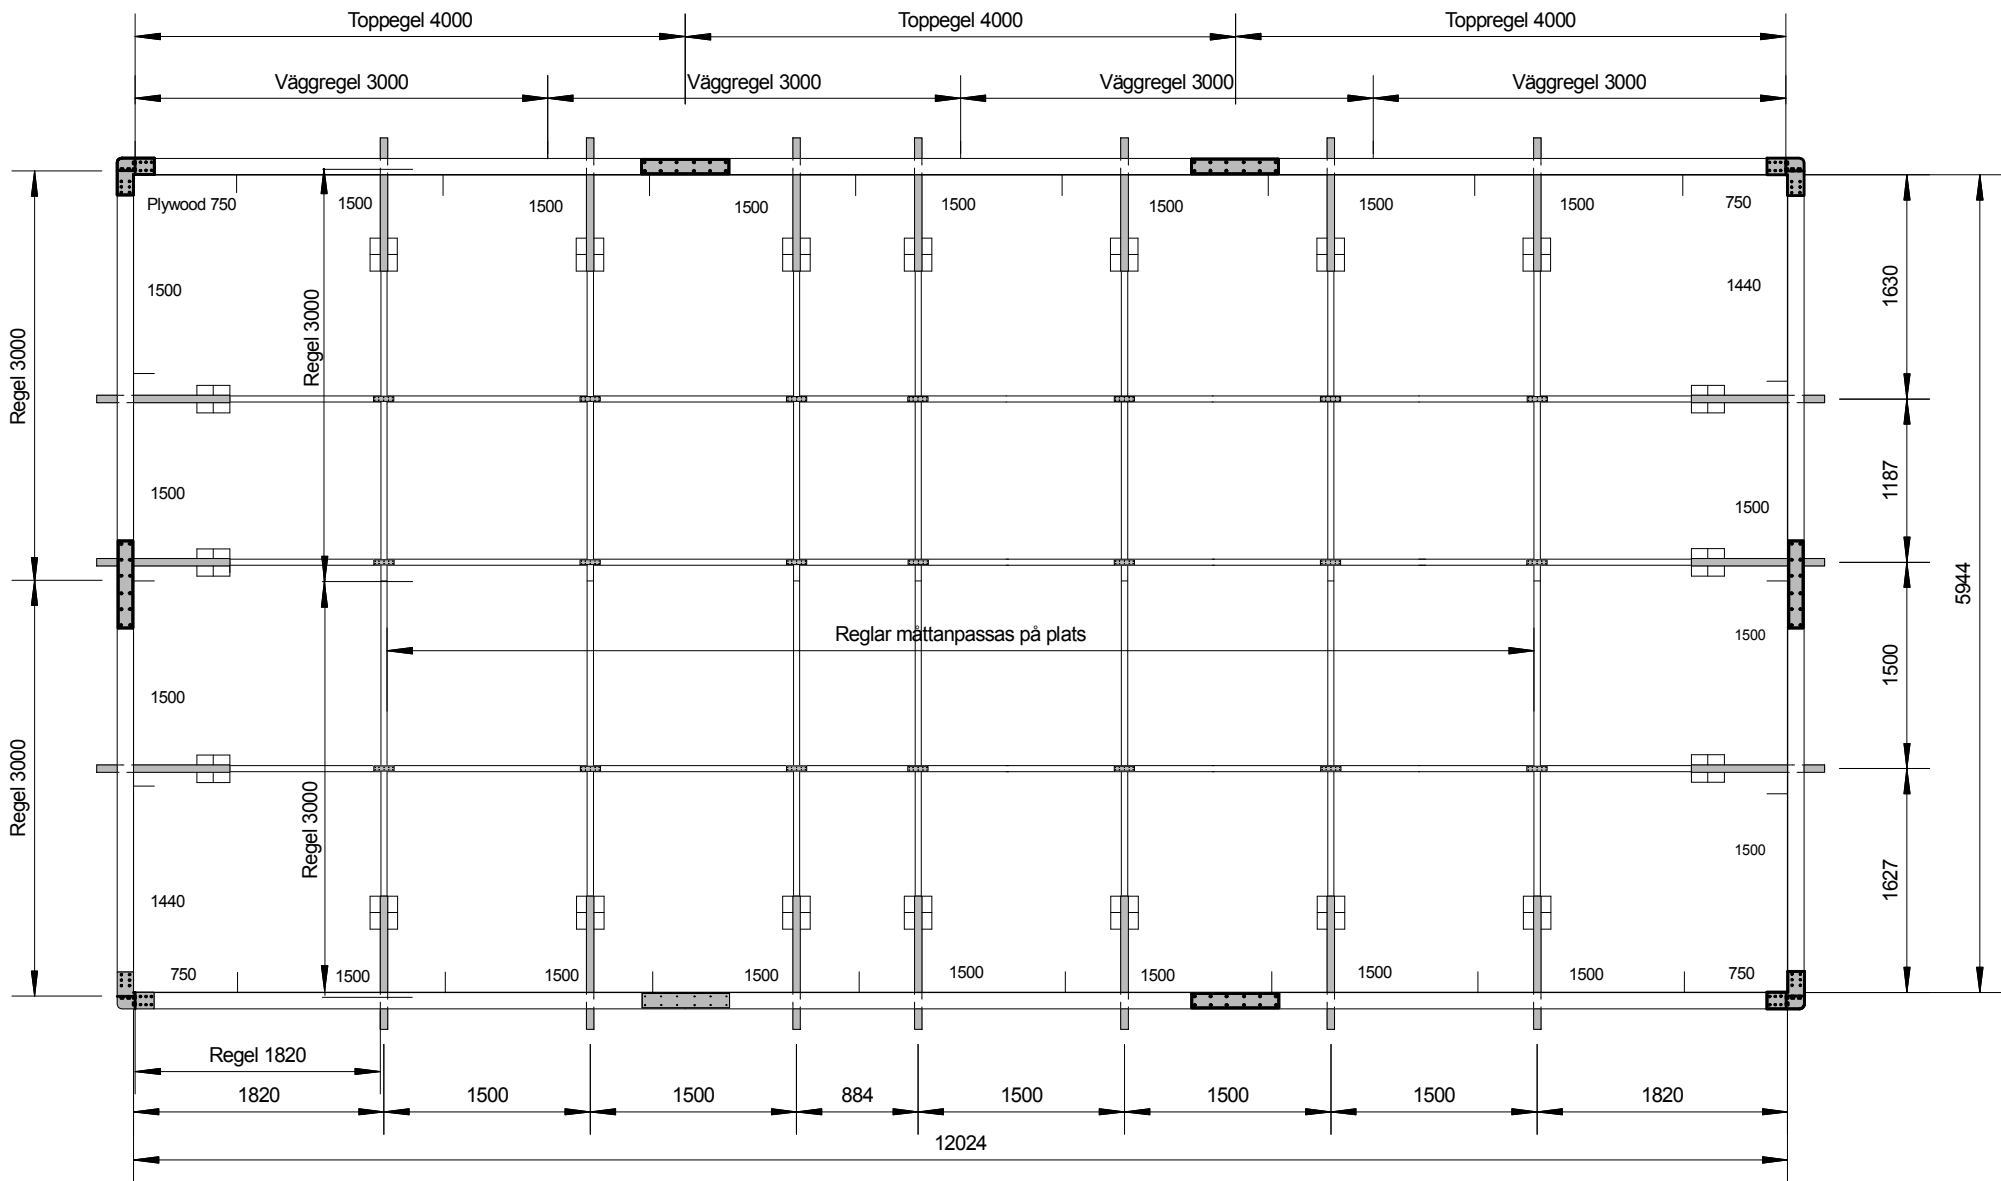 Toppegel 4000 Toppegel 4000 Toppregel 4000
Väggregel 3000 Väggregel 3000 Väggregel 3000 Väggregel 3000
Plywood 750 1500 1500 1500 1500 1500 1500 1500 750
1500 1440
Regel 3000 Regel 3000 1630
1500 1500
1187
1500
Reglar måttanpassas på plats
5944
1500 1500
Regel 3000 Regel 3000
1440 1500
1627
750 1500 1500 1500 1500 1500 1500 1500 750
Regel 1820
1820 1500 1500 884 1500 1500 1500 1820
12024